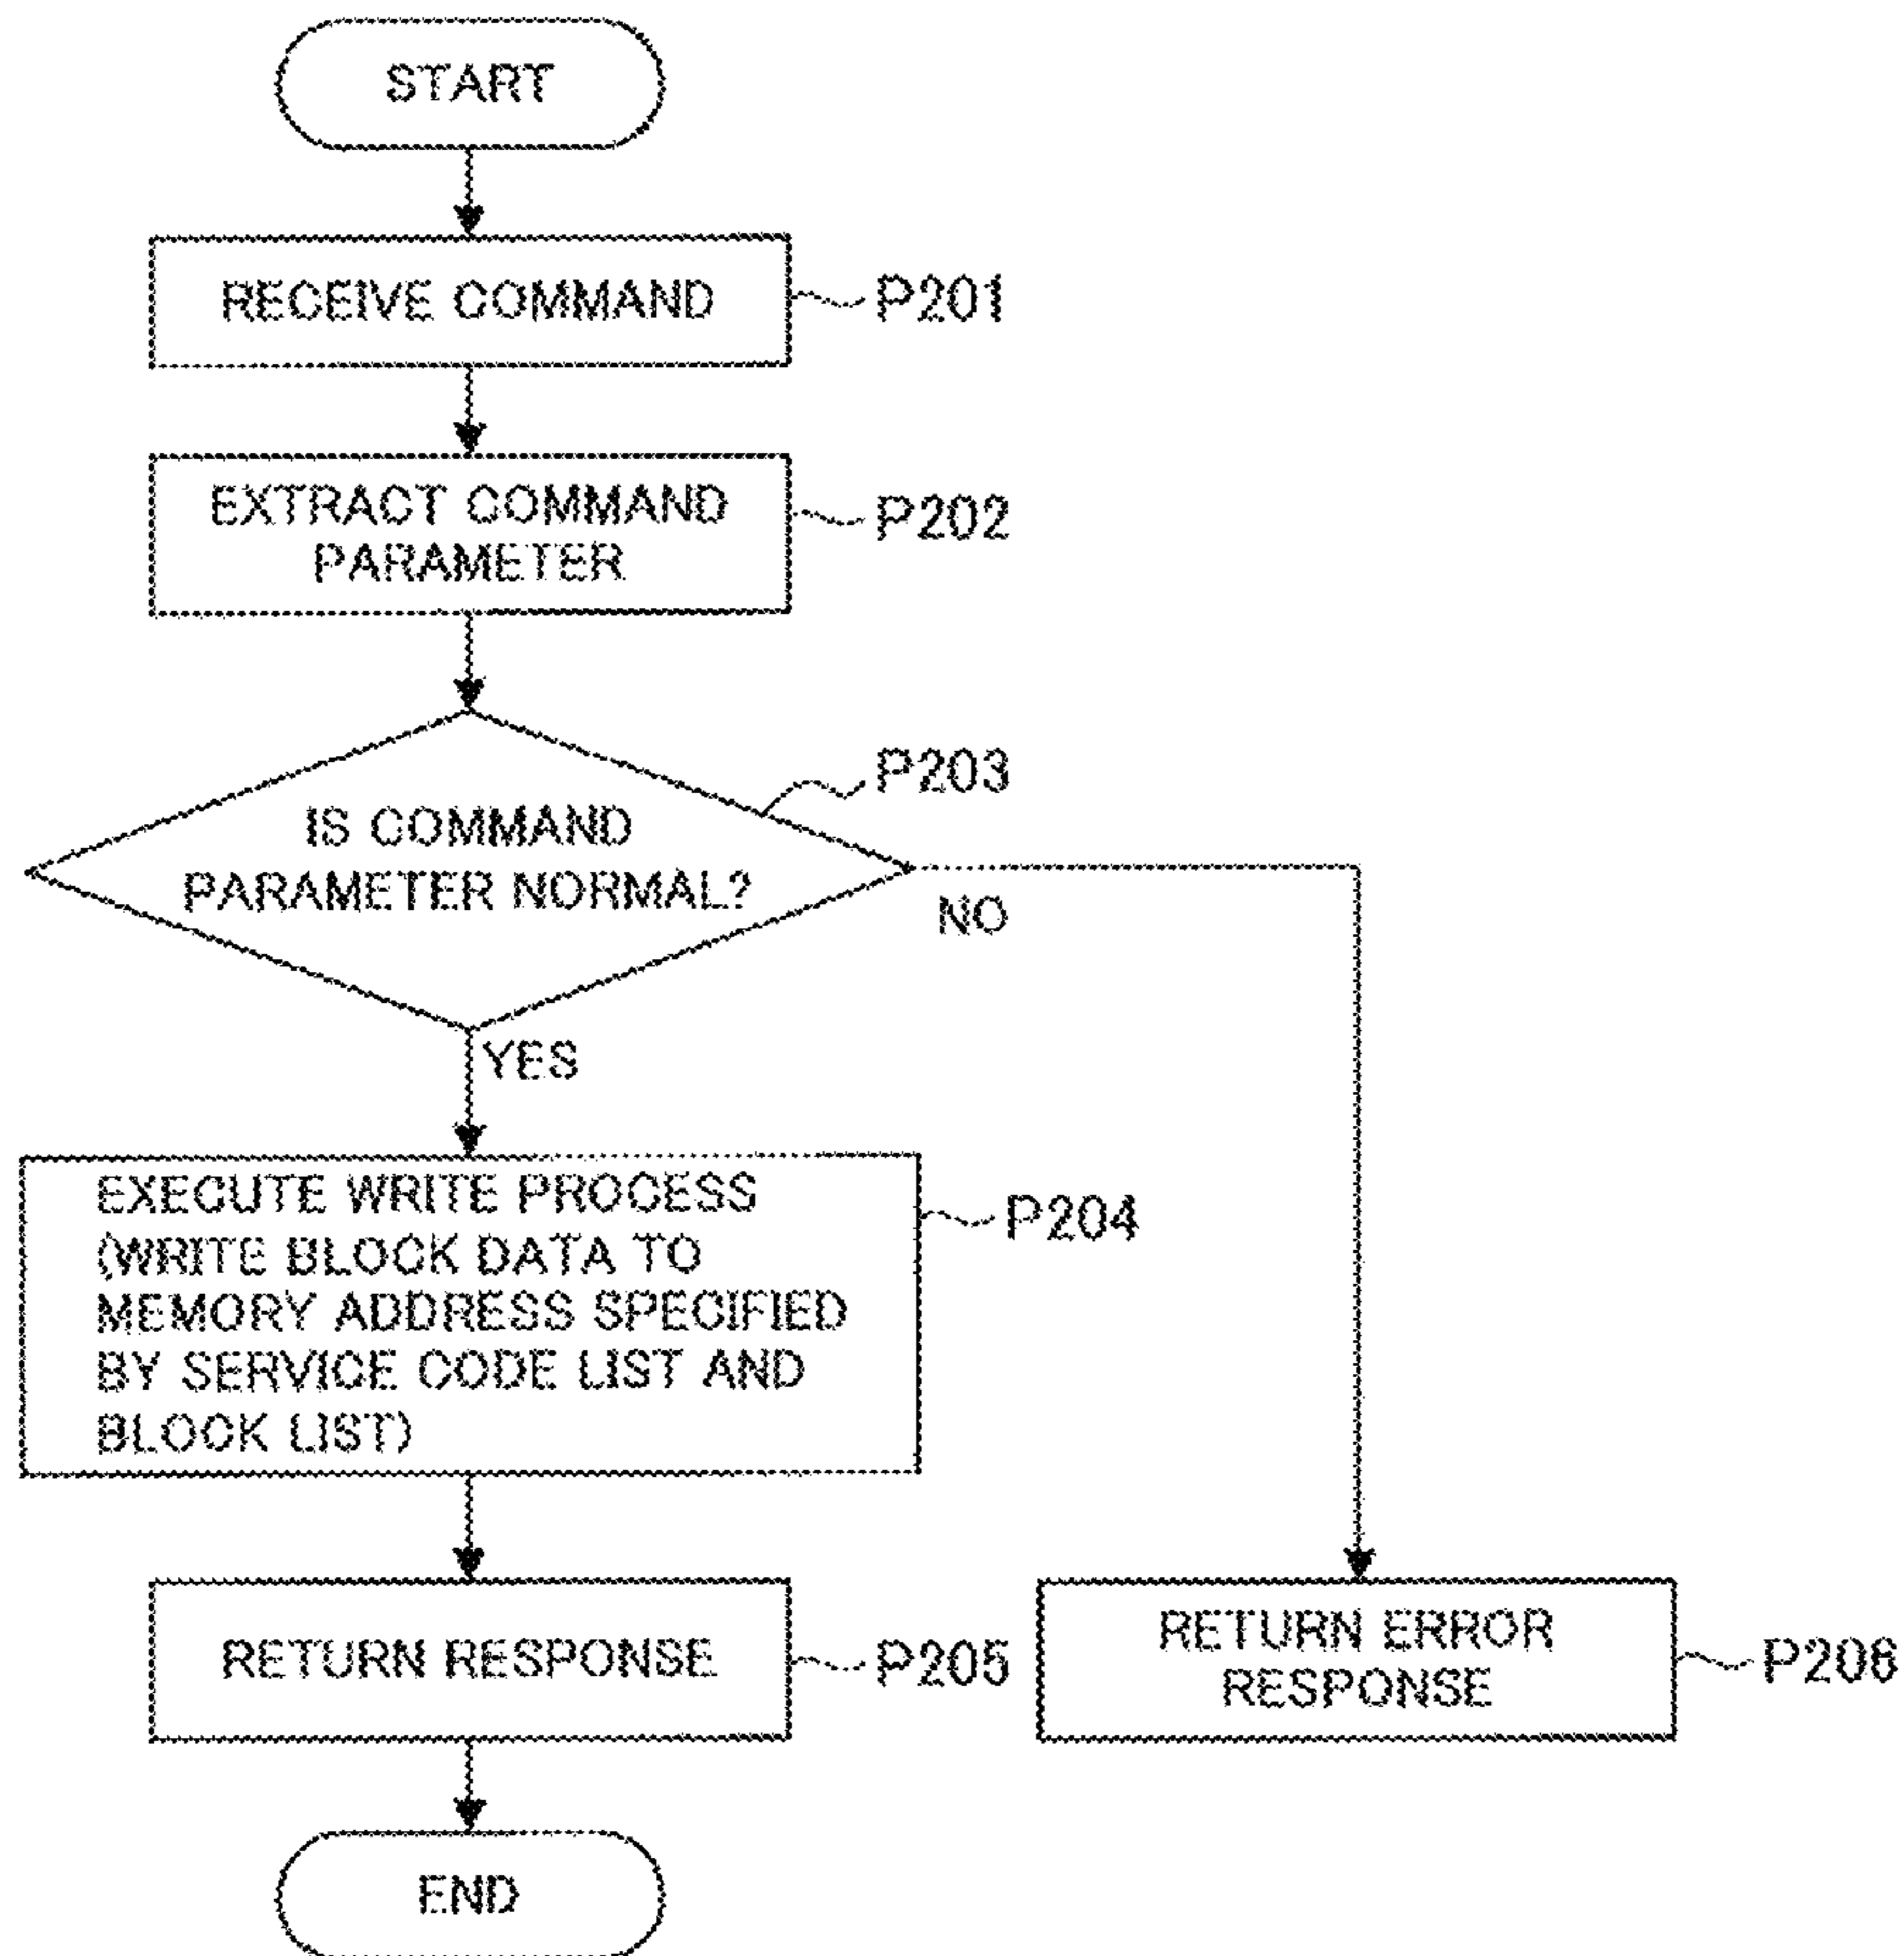 START
RECEIVE COMMAND
P201
EXTRACT COMMAND
PARAMETER
P202
P203
IS COMMAND
PARAMETER NORMAL?
NO
YES
EXECUTE WRITE PROCESS
(WRITE BLOCK DATA TO
MEMORY ADDRESS SPECIFIED
BY SERVICE CODE LIST AND
BLOCK LIST)
P204
RETURN RESPONSE
P205
RETURN ERROR
RESPONSE
P206
END